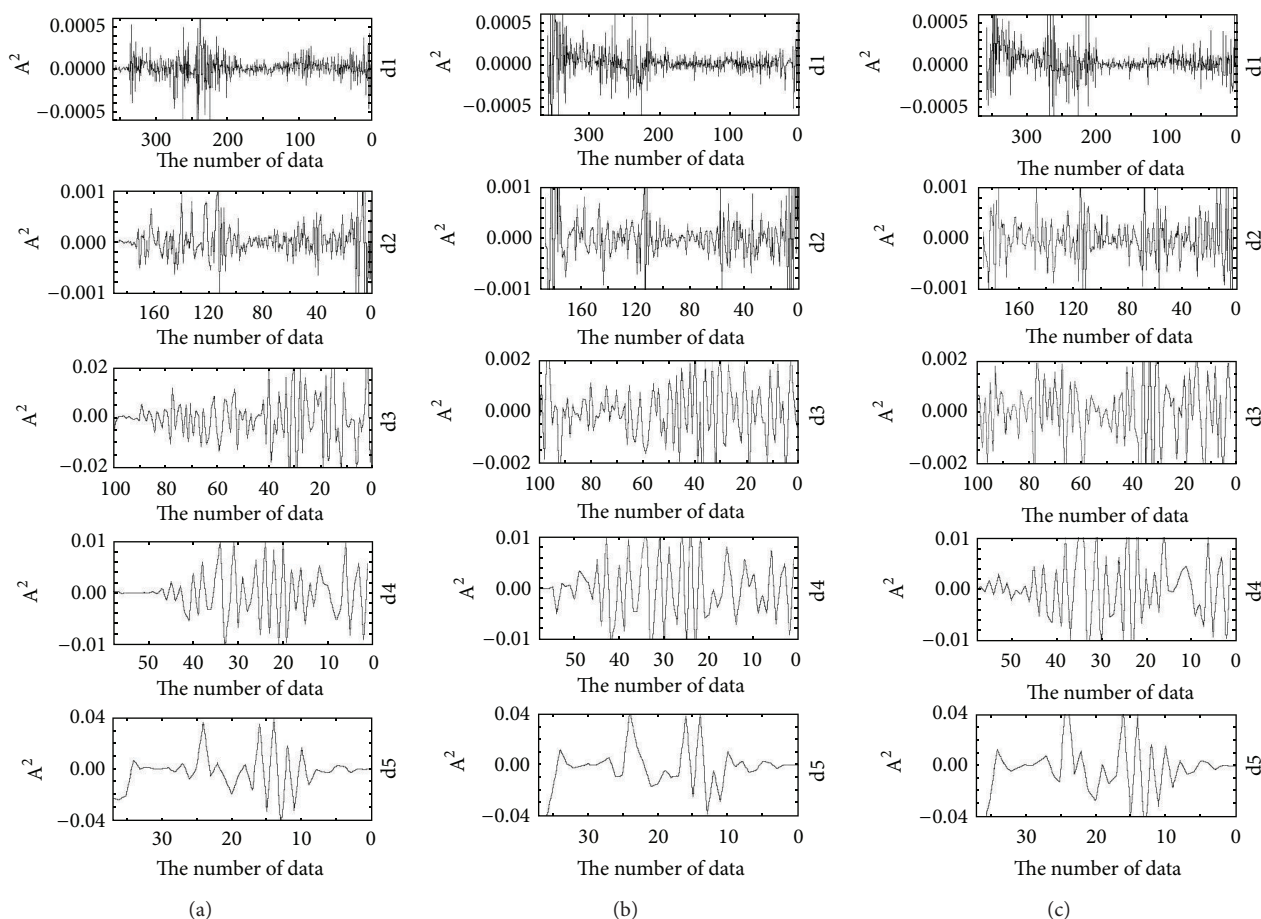 0.0005
0.0000
−0.0005
A²
d1
300 200 100 0
The number of data
0.001
0.000
−0.001
A²
d2
160 120 80 40 0
The number of data
0.02
0.00
−0.02
A²
d3
100 80 60 40 20 0
The number of data
0.01
0.00
−0.01
A²
d4
50 40 30 20 10 0
The number of data
0.04
0.00
−0.04
A²
d5
30 20 10 0
The number of data
(a)
0.0005
0.0000
−0.0005
A²
d1
300 200 100 0
The number of data
0.001
0.000
−0.001
A²
d2
160 120 80 40 0
The number of data
0.002
0.000
−0.002
A²
d3
100 80 60 40 20 0
The number of data
0.01
0.00
−0.01
A²
d4
50 40 30 20 10 0
The number of data
0.04
0.00
−0.04
A²
d5
30 20 10 0
The number of data
(b)
0.0005
0.0000
−0.0005
A²
d1
300 200 100 0
The number of data
0.001
0.000
−0.001
A²
d2
160 120 80 40 0
The number of data
0.002
0.000
−0.002
A²
d3
100 80 60 40 20 0
The number of data
0.01
0.00
−0.01
A²
d4
50 40 30 20 10 0
The number of data
0.04
0.00
−0.04
A²
d5
30 20 10 0
The number of data
(c)